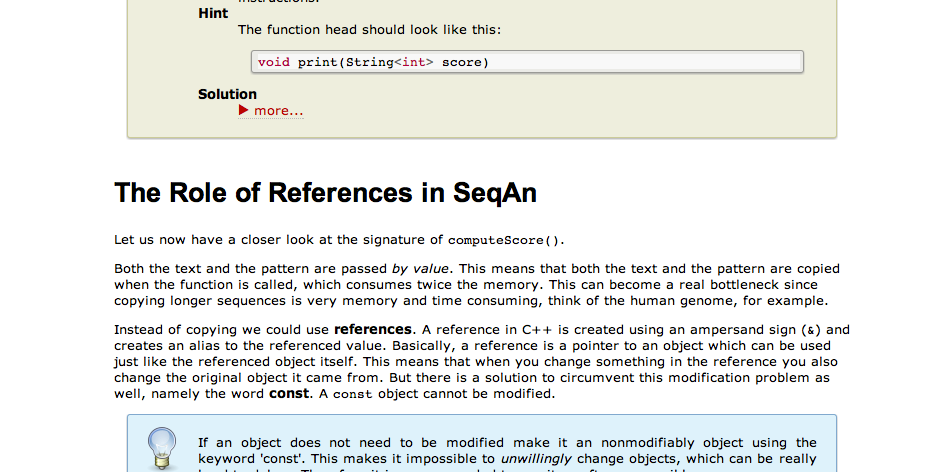 Hint
The function head should look like this:
void print(String<int> score)
Solution
more...
The Role of References in SeqAn
Let us now have a closer look at the signature of computeScore().
Both the text and the pattern are passed by value. This means that both the text and the pattern are copied
when the function is called, which consumes twice the memory. This can become a real bottleneck since
copying longer sequences is very memory and time consuming, think of the human genome, for example.
Instead of copying we could use references. A reference in C++ is created using an ampersand sign (&) and
creates an alias to the referenced value. Basically, a reference is a pointer to an object which can be used
just like the referenced object itself. This means that when you change something in the reference you also
change the original object it came from. But there is a solution to circumvent this modification problem as
well, namely the word const. A const object cannot be modified.
If an object does not need to be modified make it an nonmodifiably object using the
keyword 'const'. This makes it impossible to unwillingly change objects, which can be really